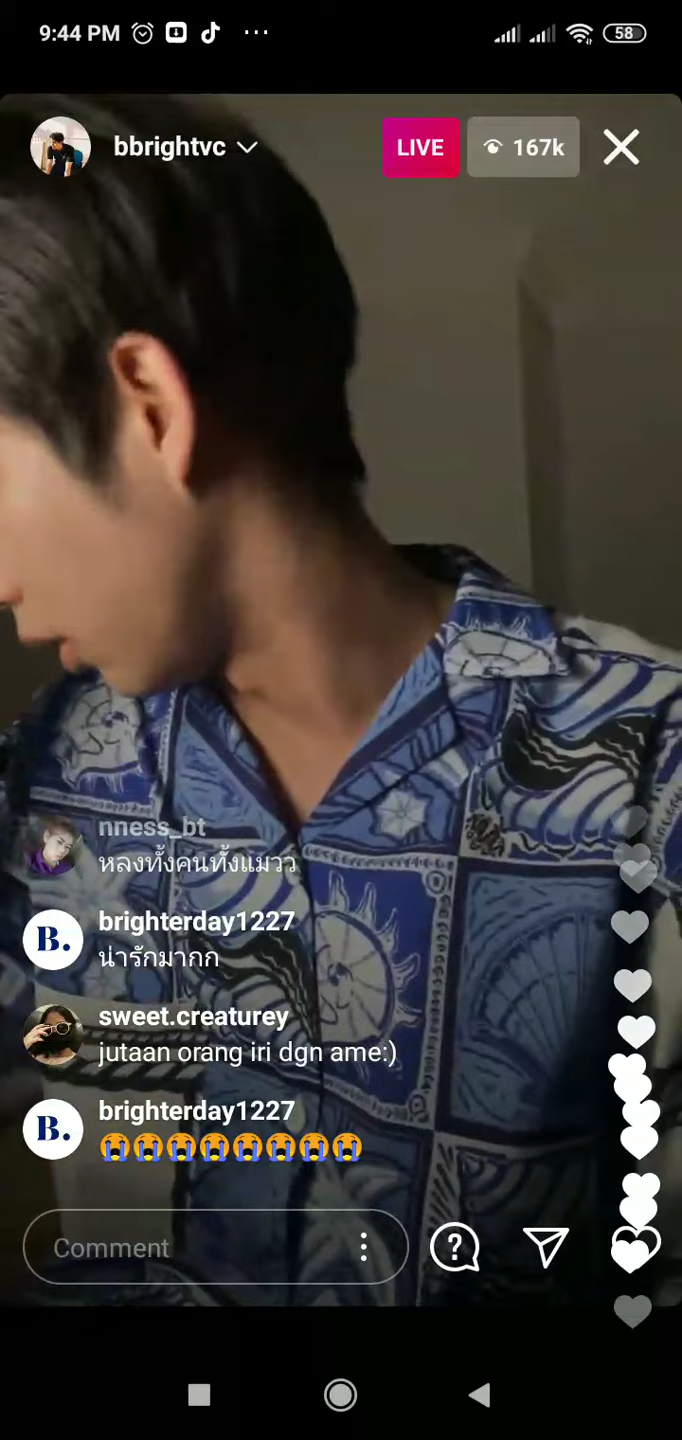 9:44 PM
58
bbrightvc
LIVE
167k
nness_bt
หลงทั้งคนทั้งแมวว
brighterday1227
B.
น่ารักมากก
sweet.creaturey
jutaan orang iri dgn ame:)
brighterday1227
B.
😭😭😭😭😭😭😭😭
Comment